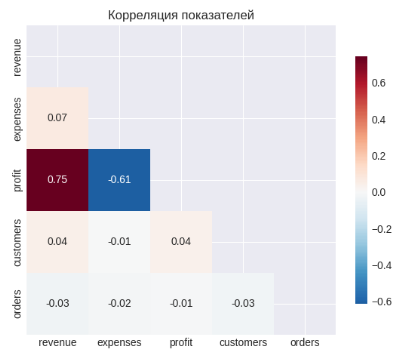 Корреляция показателей
revenue
expenses
0.07
profit
0.75 -0.61
customers
0.04 -0.01 0.04
orders
-0.03 -0.02 -0.01 -0.03
revenue expenses profit customers orders
0.6
0.4
0.2
0.0
−0.2
−0.4
−0.6